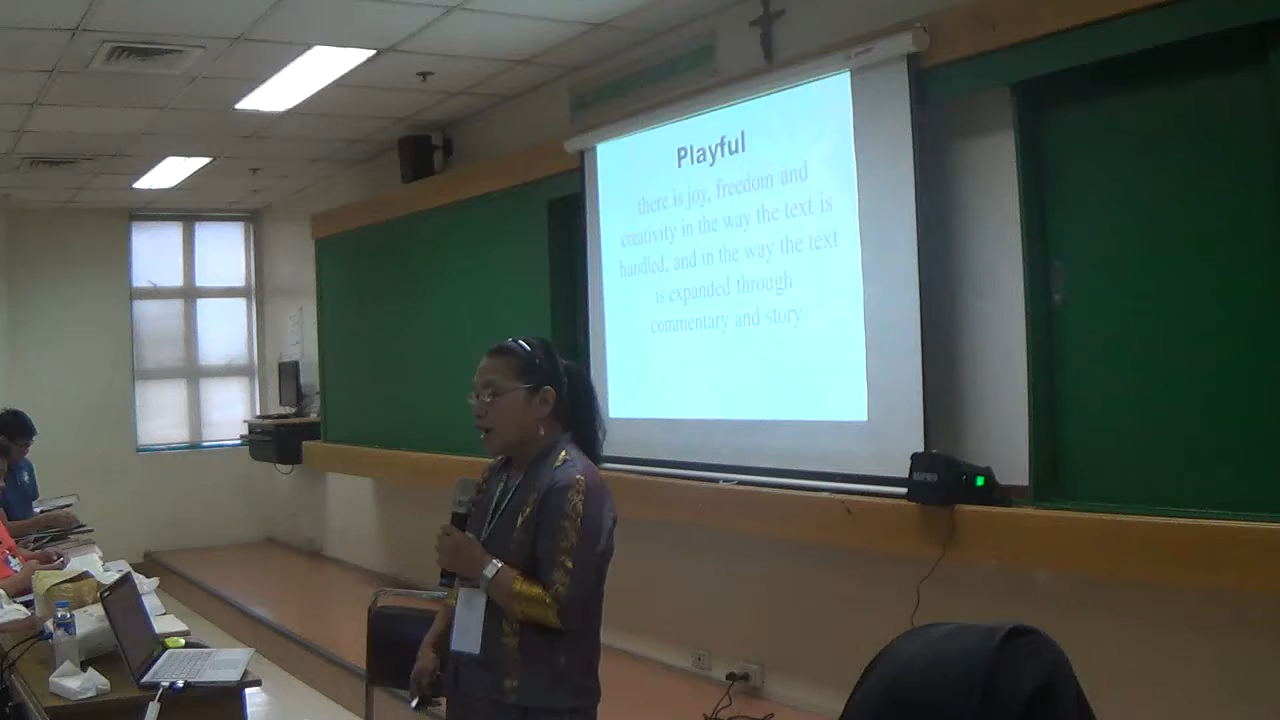 Playful
there is joy, freedom and
creativity in the way the text is
handled, and in the way the text
is expanded through
commentary and story